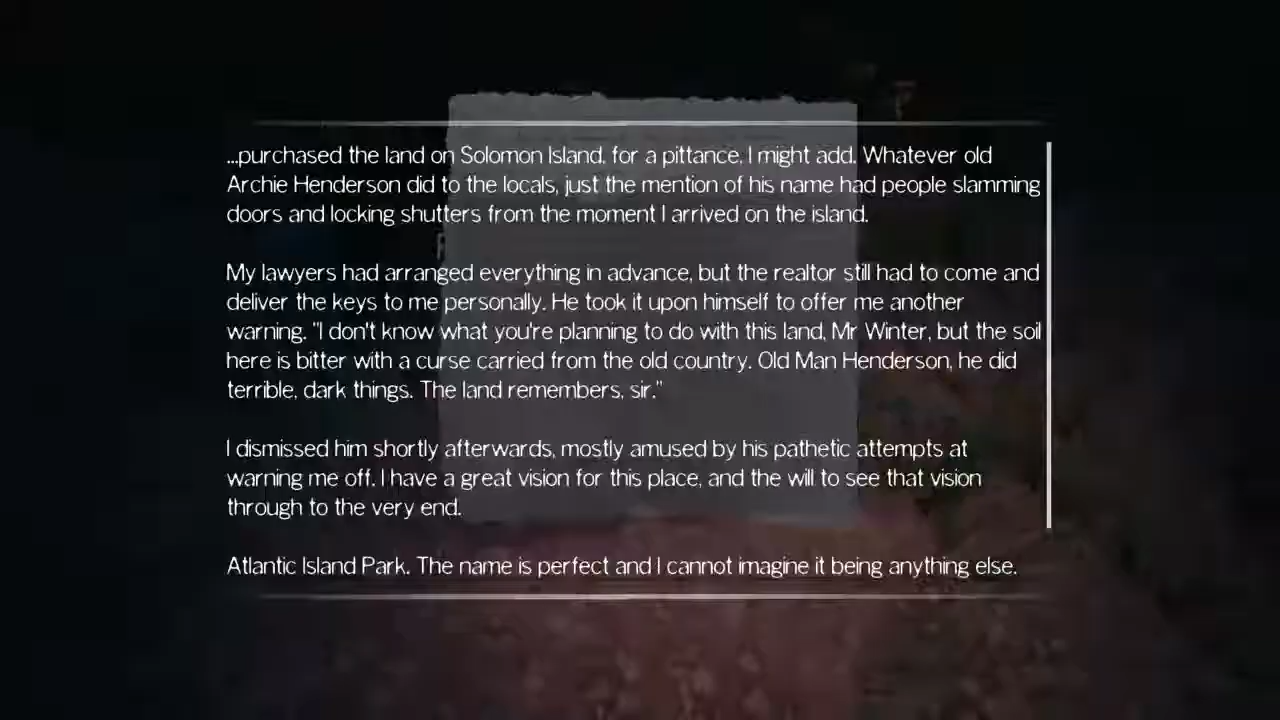 ...purchased the land on Solomon Island, for a pittance, I might add. Whatever old
Archie Henderson did to the locals, just the mention of his name had people slamming
doors and locking shutters from the moment I arrived on the island.
My lawyers had arranged everything in advance, but the realtor still had to come and
deliver the keys to me personally. He took it upon himself to offer me another
warning. "I don't know what you're planning to do with this land, Mr Winter, but the soil
here is bitter with a curse carried from the old country. Old Man Henderson, he did
terrible, dark things. The land remembers, sir."
I dismissed him shortly afterwards, mostly amused by his pathetic attempts at
warning me off. I have a great vision for this place, and the will to see that vision
through to the very end.
Atlantic Island Park. The name is perfect and I cannot imagine it being anything else.